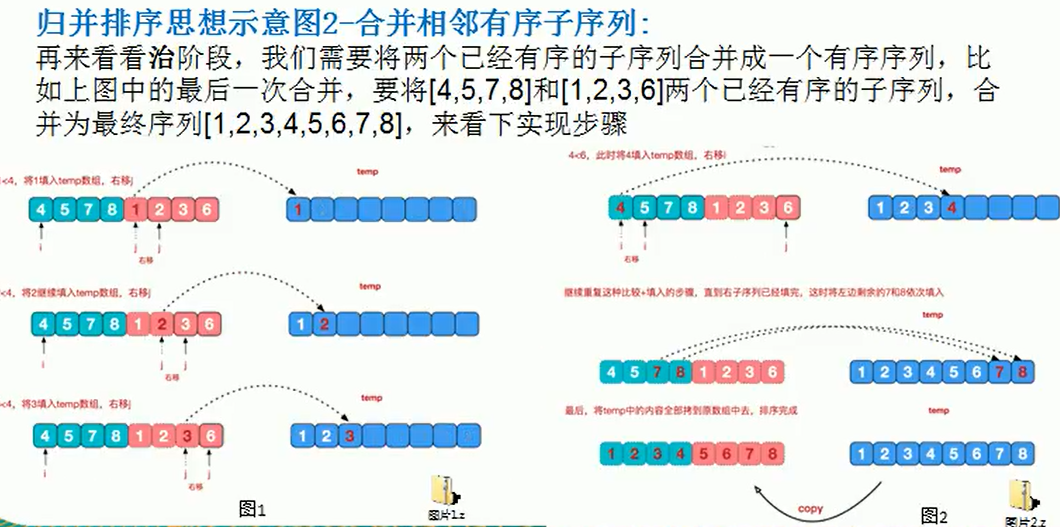 归并排序思想示意图2-合并相邻有序子序列:
再来看看治阶段，我们需要将两个已经有序的子序列合并成一个有序序列，比
如上图中的最后一次合并，要将[4,5,7,8]和[1,2,3,6]两个已经有序的子序列，合
并为最终序列[1,2,3,4,5,6,7,8]，来看下实现步骤
<4，将1填入temp数组，右移j
temp
4 5 7 8 1 2 3 6
1
i
j
j
右移
<4，将2继续填入temp数组，右移j
temp
4 5 7 8 1 2 3 6
1 2
i
j
j
右移
<4，将3填入temp数组，右移j
temp
4 5 7 8 1 2 3 6
1 2 3
i
j
j
右移
图1
图片1.z
4<6，此时将4填入temp数组，右移i
temp
4 5 7 8 1 2 3 6
1 2 3 4
i
i
j
右移
继续重复这种比较+填入的步骤，直到右子序列已经填完，这时将左边剩余的7和8依次填入
temp
4 5 7 8 1 2 3 6
1 2 3 4 5 6 7 8
最后，将temp中的内容全部拷到原数组中去，排序完成
temp
1 2 3 4 5 6 7 8
1 2 3 4 5 6 7 8
copy
图2
图片2.z